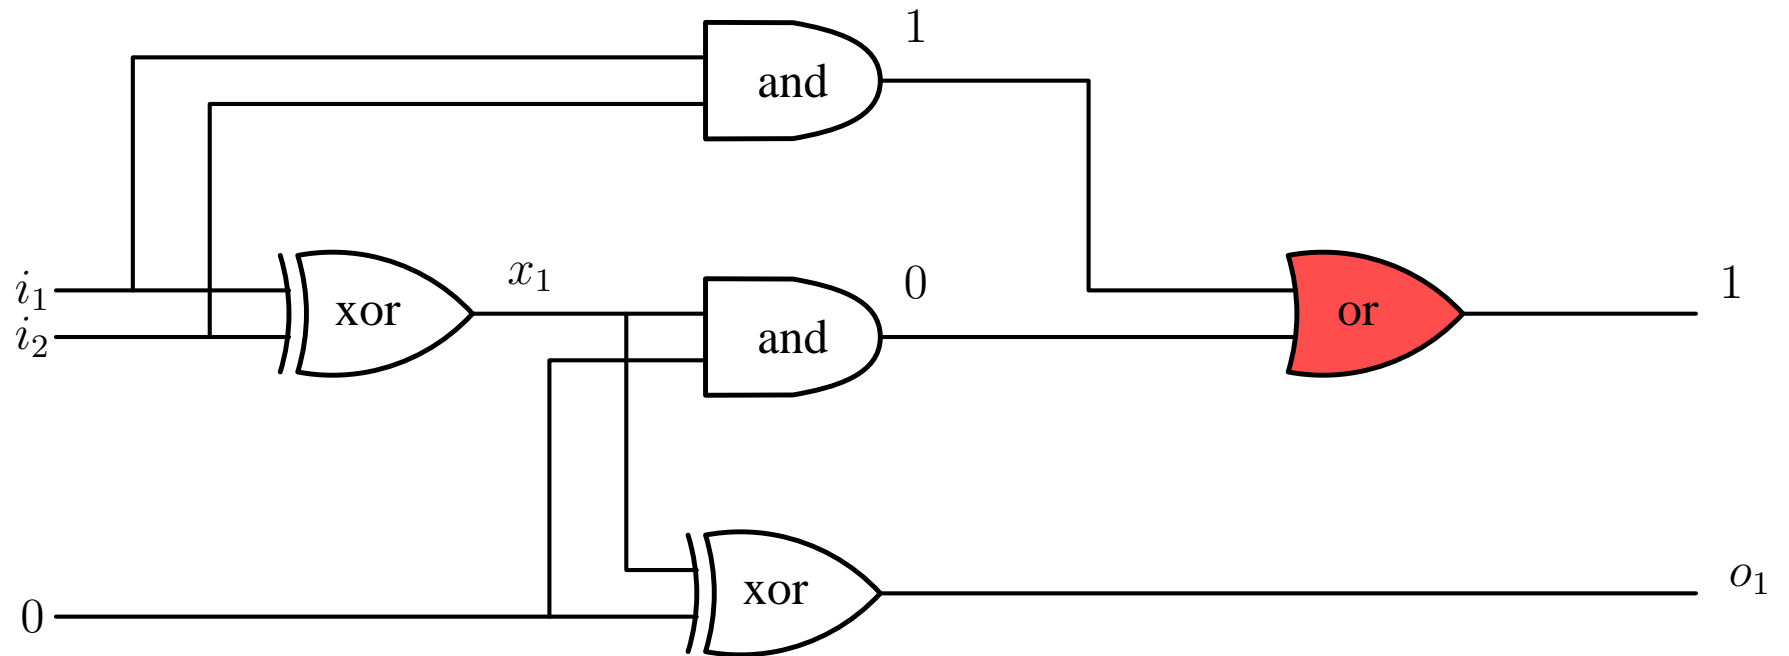 1
and
i₁
xor
x₁
0
and
or
1
i₂
xor
o₁
0